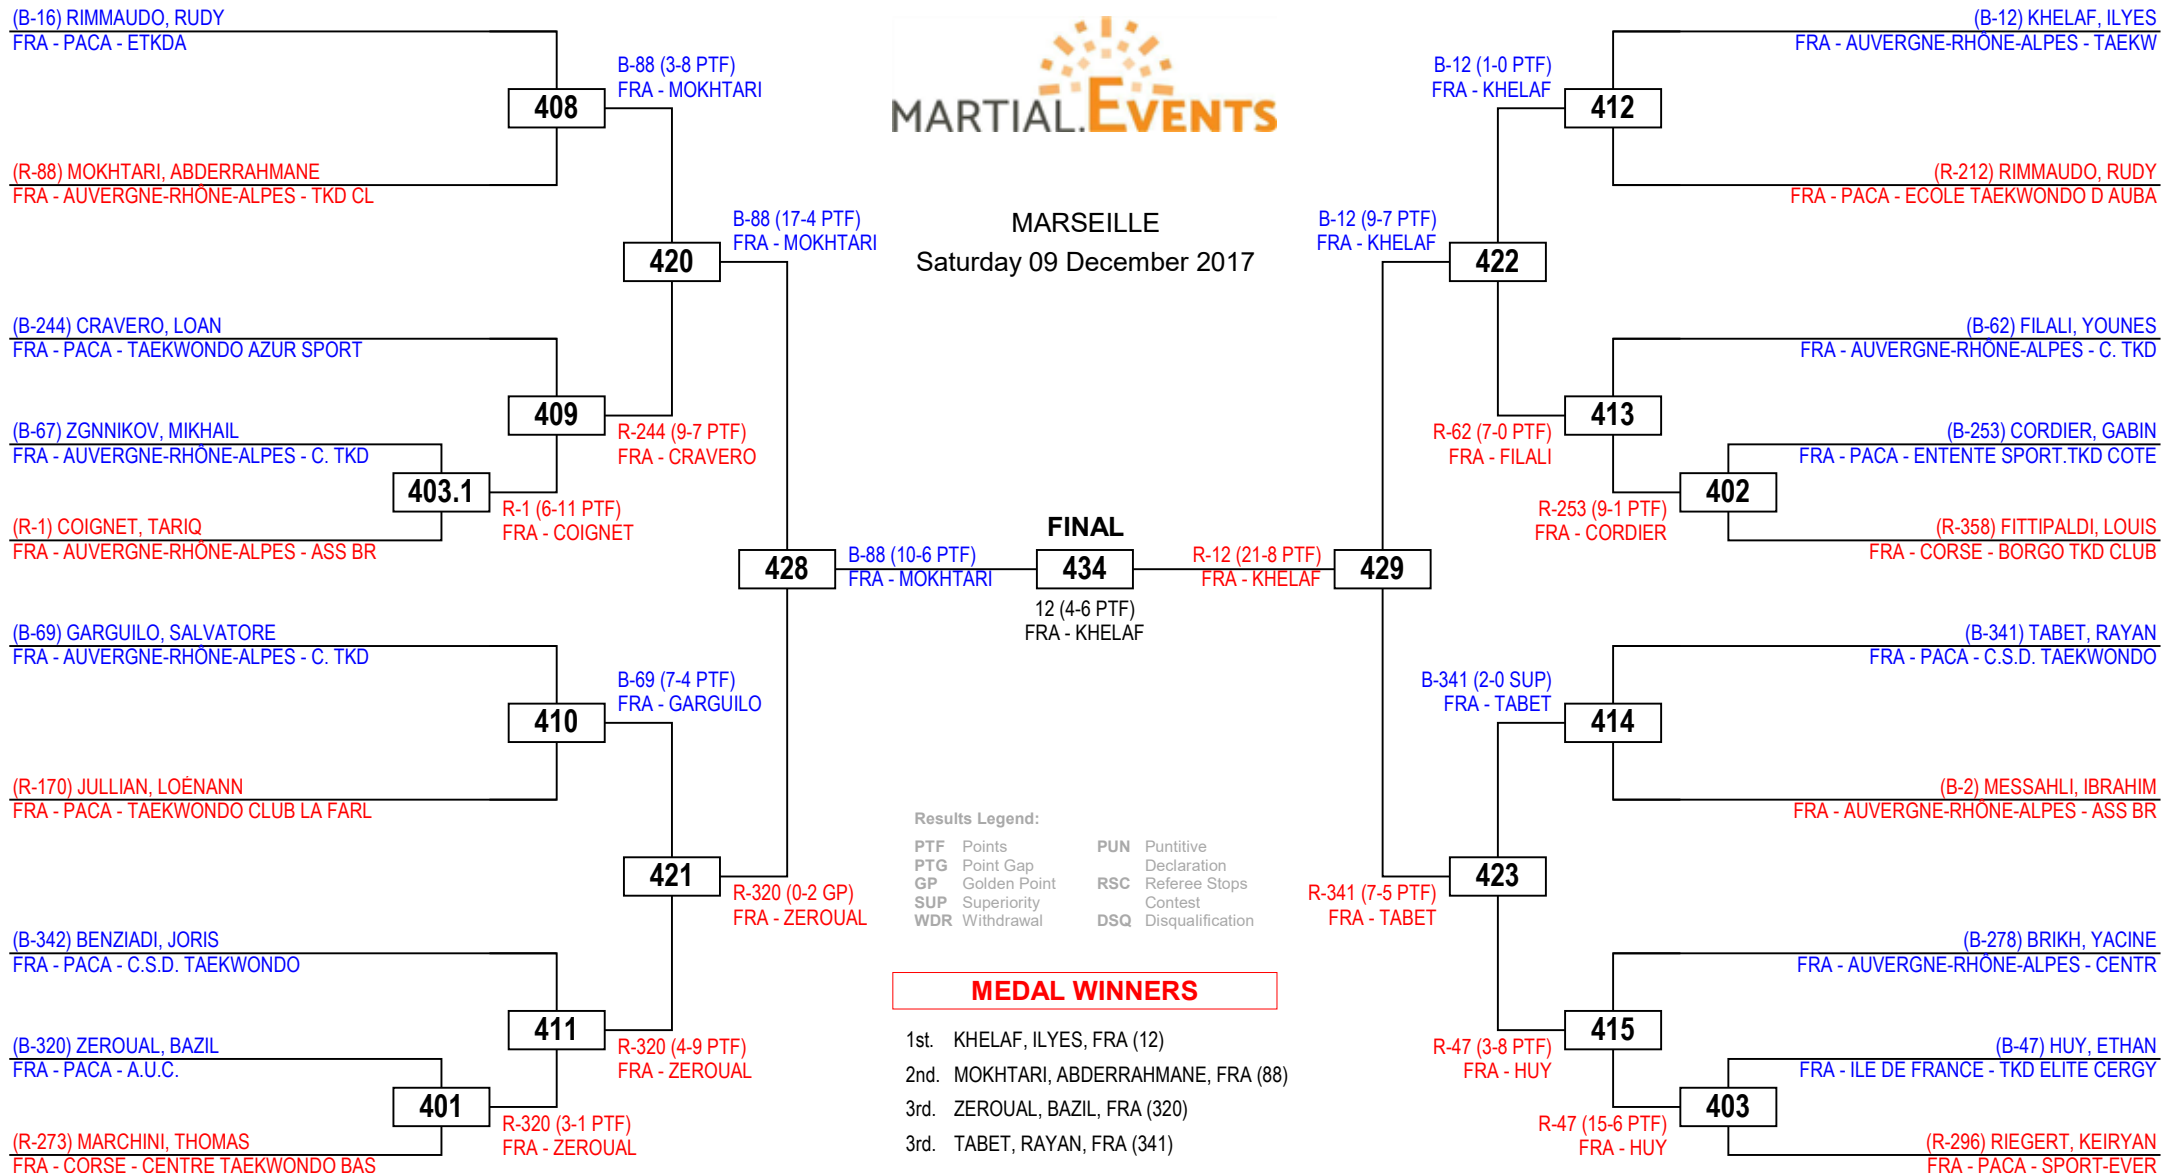 (B-16) RIMMAUDO, RUDY
FRA - PACA - ETKDA
B-88 (3-8 PTF)
FRA - MOKHTARI
408
(R-88) MOKHTARI, ABDERRAHMANE
FRA - AUVERGNE-RHÔNE-ALPES - TKD CL
B-88 (17-4 PTF)
FRA - MOKHTARI
420
(B-244) CRAVERO, LOAN
FRA - PACA - TAEKWONDO AZUR SPORT
409
R-244 (9-7 PTF)
FRA - CRAVERO
(B-67) ZGNNIKOV, MIKHAIL
FRA - AUVERGNE-RHÔNE-ALPES - C. TKD
403.1
R-1 (6-11 PTF)
FRA - COIGNET
(R-1) COIGNET, TARIQ
FRA - AUVERGNE-RHÔNE-ALPES - ASS BR
428
B-88 (10-6 PTF)
FRA - MOKHTARI
(B-69) GARGUILO, SALVATORE
FRA - AUVERGNE-RHÔNE-ALPES - C. TKD
B-69 (7-4 PTF)
FRA - GARGUILO
410
(R-170) JULLIAN, LOÉNANN
FRA - PACA - TAEKWONDO CLUB LA FARL
421
R-320 (0-2 GP)
FRA - ZEROUAL
(B-342) BENZIADI, JORIS
FRA - PACA - C.S.D. TAEKWONDO
411
R-320 (4-9 PTF)
FRA - ZEROUAL
(B-320) ZEROUAL, BAZIL
FRA - PACA - A.U.C.
401
R-320 (3-1 PTF)
FRA - ZEROUAL
(R-273) MARCHINI, THOMAS
FRA - CORSE - CENTRE TAEKWONDO BAS
MARTIAL.EVENTS
MARSEILLE
Saturday 09 December 2017
FINAL
434
12 (4-6 PTF)
FRA - KHELAF
Results Legend:
PTF Points
PTG Point Gap
GP Golden Point
SUP Superiority
WDR Withdrawal
PUN Puntitive
Declaration
RSC Referee Stops
Contest
DSQ Disqualification
MEDAL WINNERS
1st. KHELAF, ILYES, FRA (12)
2nd. MOKHTARI, ABDERRAHMANE, FRA (88)
3rd. ZEROUAL, BAZIL, FRA (320)
3rd. TABET, RAYAN, FRA (341)
(B-12) KHELAF, ILYES
FRA - AUVERGNE-RHÔNE-ALPES - TAEKW
B-12 (1-0 PTF)
FRA - KHELAF
412
(R-212) RIMMAUDO, RUDY
FRA - PACA - ECOLE TAEKWONDO D AUBA
B-12 (9-7 PTF)
FRA - KHELAF
422
(B-62) FILALI, YOUNES
FRA - AUVERGNE-RHÔNE-ALPES - C. TKD
413
R-62 (7-0 PTF)
FRA - FILALI
(B-253) CORDIER, GABIN
FRA - PACA - ENTENTE SPORT.TKD COTE
402
R-253 (9-1 PTF)
FRA - CORDIER
(R-358) FITTIPALDI, LOUIS
FRA - CORSE - BORGO TKD CLUB
R-12 (21-8 PTF)
FRA - KHELAF
429
(B-341) TABET, RAYAN
FRA - PACA - C.S.D. TAEKWONDO
B-341 (2-0 SUP)
FRA - TABET
414
(B-2) MESSAHLI, IBRAHIM
FRA - AUVERGNE-RHÔNE-ALPES - ASS BR
423
R-341 (7-5 PTF)
FRA - TABET
(B-278) BRIKH, YACINE
FRA - AUVERGNE-RHÔNE-ALPES - CENTR
415
R-47 (3-8 PTF)
FRA - HUY
(B-47) HUY, ETHAN
FRA - ILE DE FRANCE - TKD ELITE CERGY
403
R-47 (15-6 PTF)
FRA - HUY
(R-296) RIEGERT, KEIRYAN
FRA - PACA - SPORT-EVER